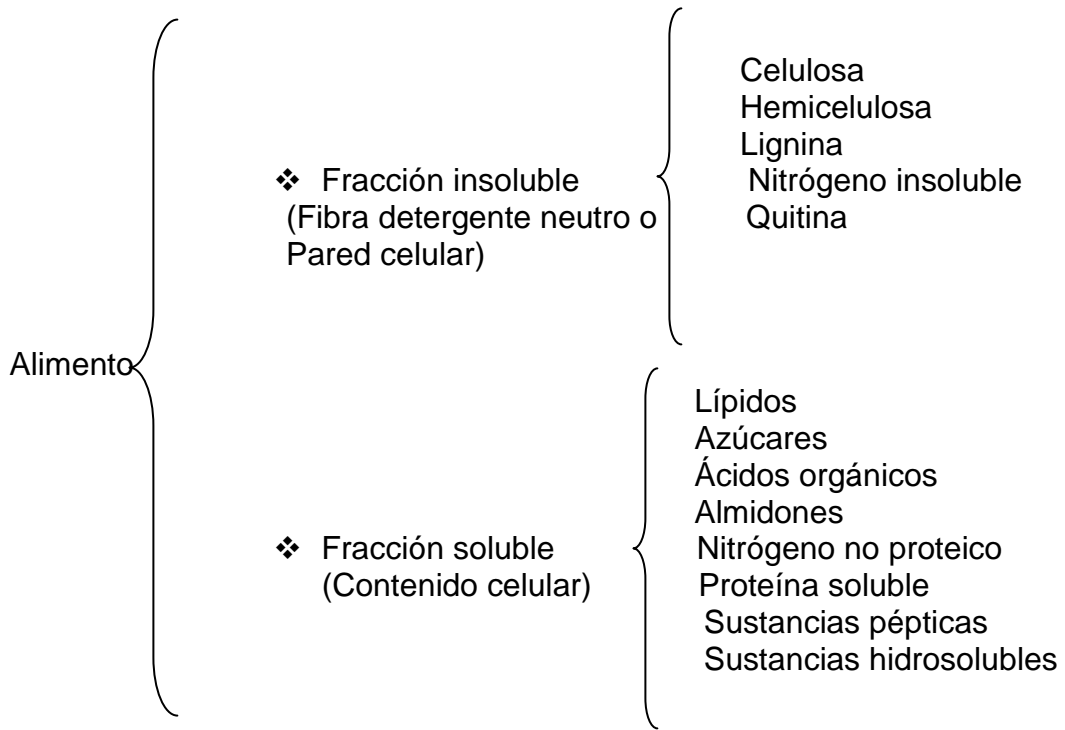 Alimento
❖ Fracción insoluble
(Fibra detergente neutro o
Pared celular)
Celulosa
Hemicelulosa
Lignina
Nitrógeno insoluble
Quitina
❖ Fracción soluble
(Contenido celular)
Lípidos
Azúcares
Ácidos orgánicos
Almidones
Nitrógeno no proteico
Proteína soluble
Sustancias pépticas
Sustancias hidrosolubles